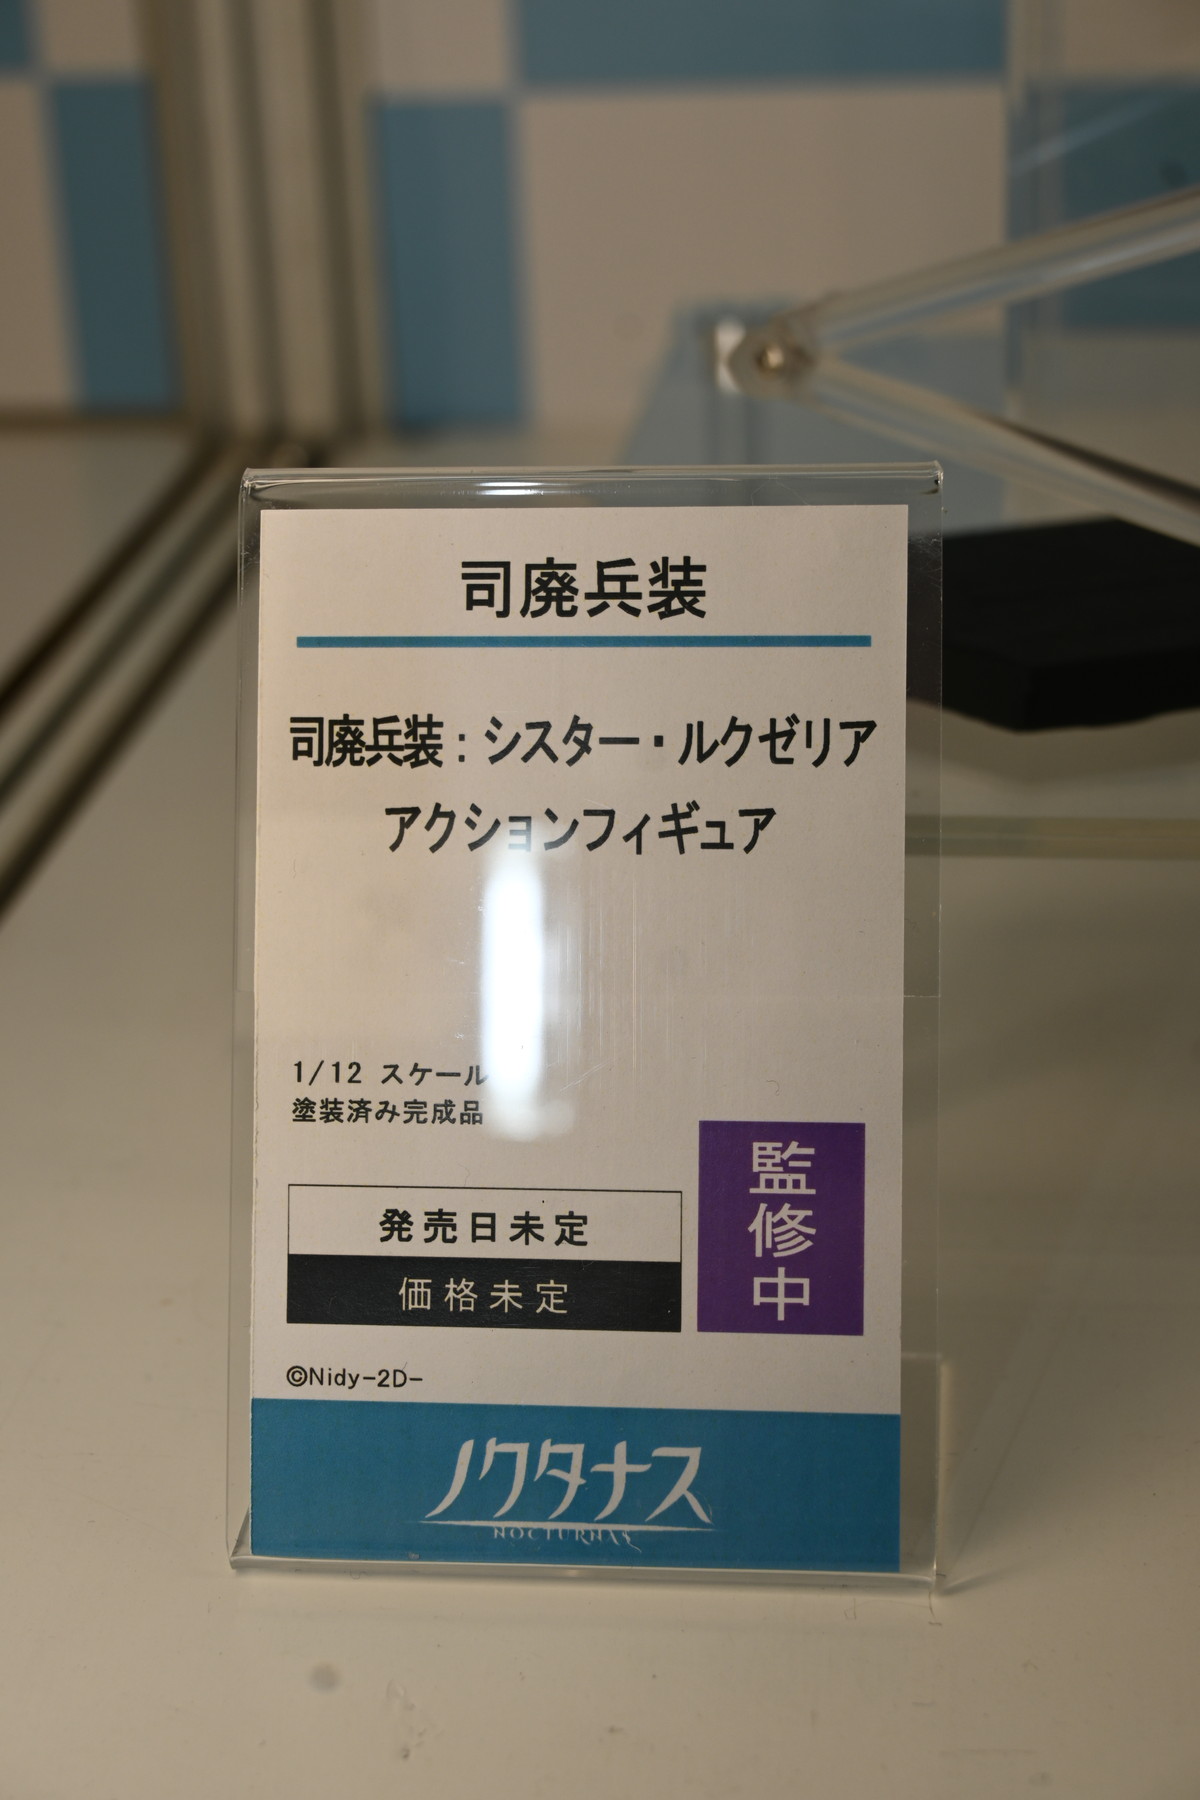 司廃兵装
司廃兵装：シスター・ルクゼリア
アクションフィギュア
1/12 スケール
塗装済み完成品
発売日未定
価格未定
監修中
©Nidy-2D-
ノクタナス
NOCTURNAS